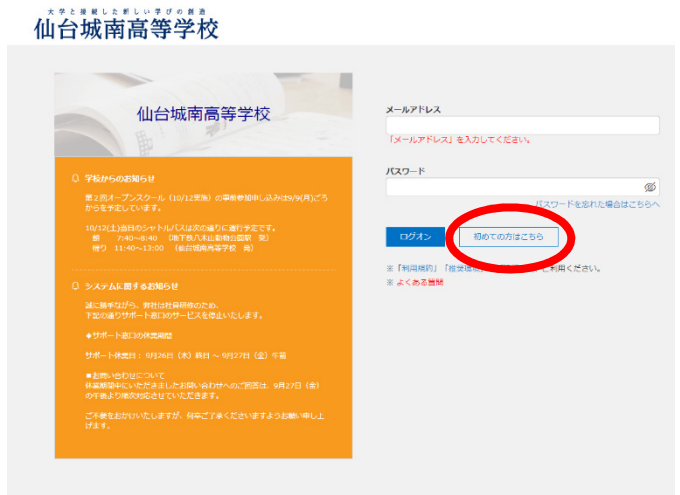 大学と接続した新しい学びの創造
仙台城南高等学校
仙台城南高等学校
学校からのお知らせ
第2回オープンスクール（10/12実施）の事前参加申し込みは9/9(月)ごろ
からを予定しています。
10/12(土)当日のシャトルバスは次の通りに運行予定です。
朝　7:40～8:40　（地下鉄八木山動物公園駅　発）
帰り　11:40～13:00　（仙台城南高等学校　発）
システムに関するお知らせ
誠に勝手ながら、弊社は社員研修のため、
下記の通りサポート窓口のサービスを停止いたします。
◆サポート窓口の休業期間
サポート休業日： 9月26日（木）終日 ～ 9月27日（金）午前
■お問い合わせについて
休業期間中にいただきましたお問い合わせへのご回答は、9月27日（金）
の午後より順次対応させていただきます。
ご不便をおかけいたしますが、何卒ご了承くださいますようお願い申し上
げます。
メールアドレス
「メールアドレス」を入力してください。
パスワード
パスワードを忘れた場合はこちらへ
ログオン
初めての方はこちら
※「利用規約」「推奨環境」 ご利用ください。
※ よくある質問